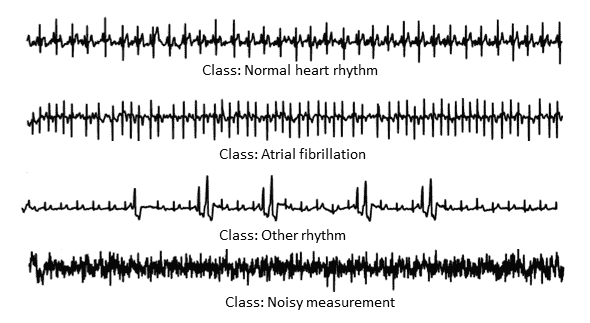 Class: Normal heart rhythm
Class: Atrial fibrillation
Class: Other rhythm
Class: Noisy measurement